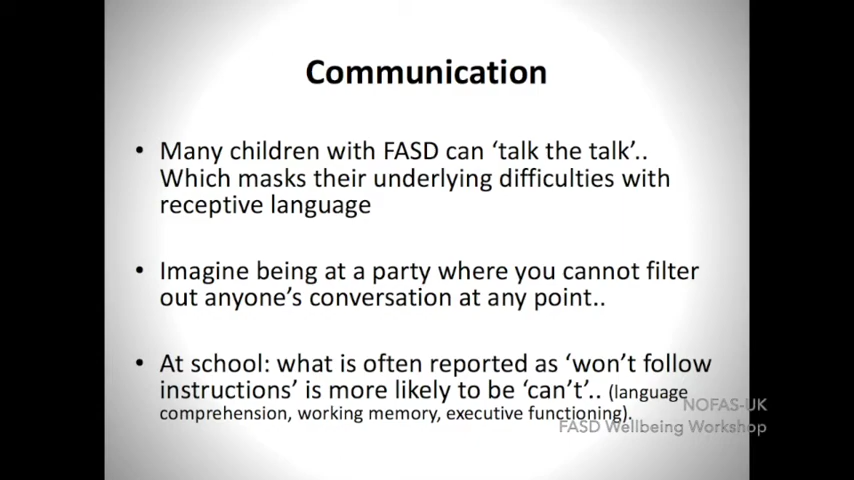 Communication
• Many children with FASD can ‘talk the talk’..
Which masks their underlying difficulties with
receptive language
• Imagine being at a party where you cannot filter
out anyone’s conversation at any point..
• At school: what is often reported as ‘won’t follow
instructions’ is more likely to be ‘can’t’.. (language
comprehension, working memory, executive functioning).
NOFAS-UK
FASD Wellbeing Workshop